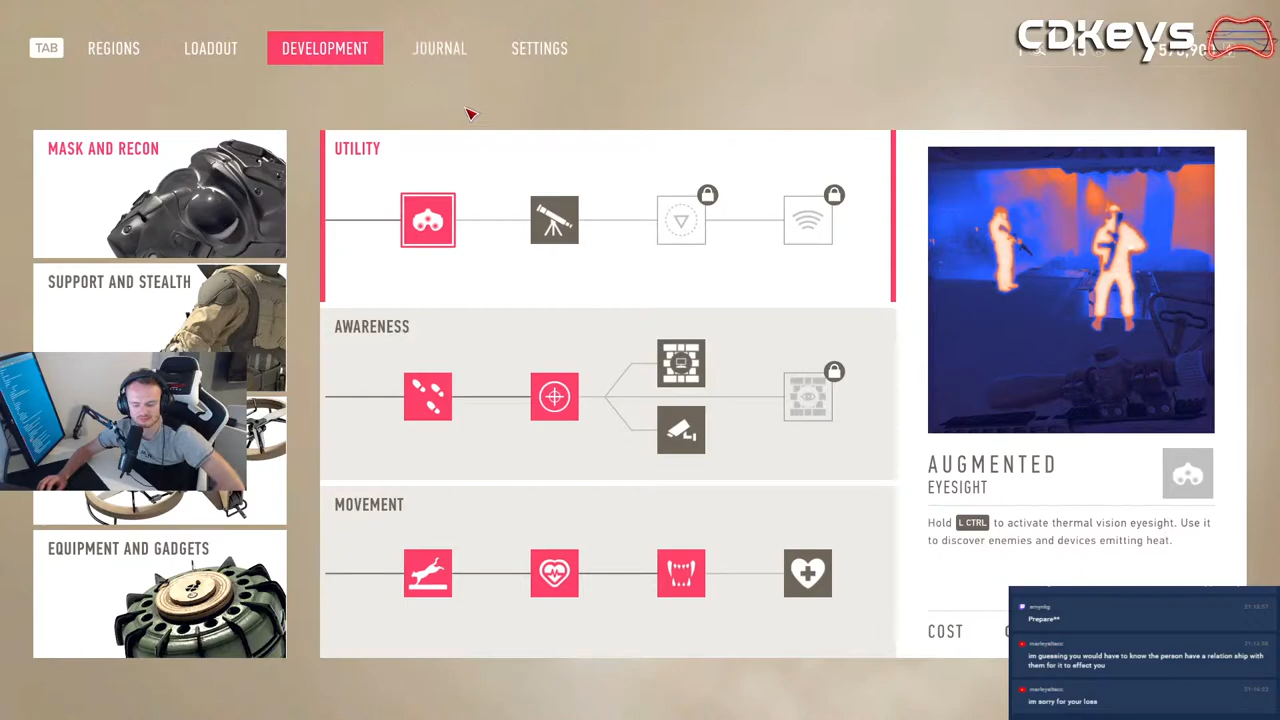 TAB REGIONS LOADOUT DEVELOPMENT JOURNAL SETTINGS
CDKeys
MASK AND RECON
SUPPORT AND STEALTH
EQUIPMENT AND GADGETS
UTILITY
AWARENESS
MOVEMENT
AUGMENTED
EYESIGHT
Hold L CTRL to activate thermal vision eyesight. Use it
to discover enemies and devices emitting heat.
COST
Prepare**
im guessing you would have to know the person have a relation ship with
them for it to effect you
im sorry for your loss